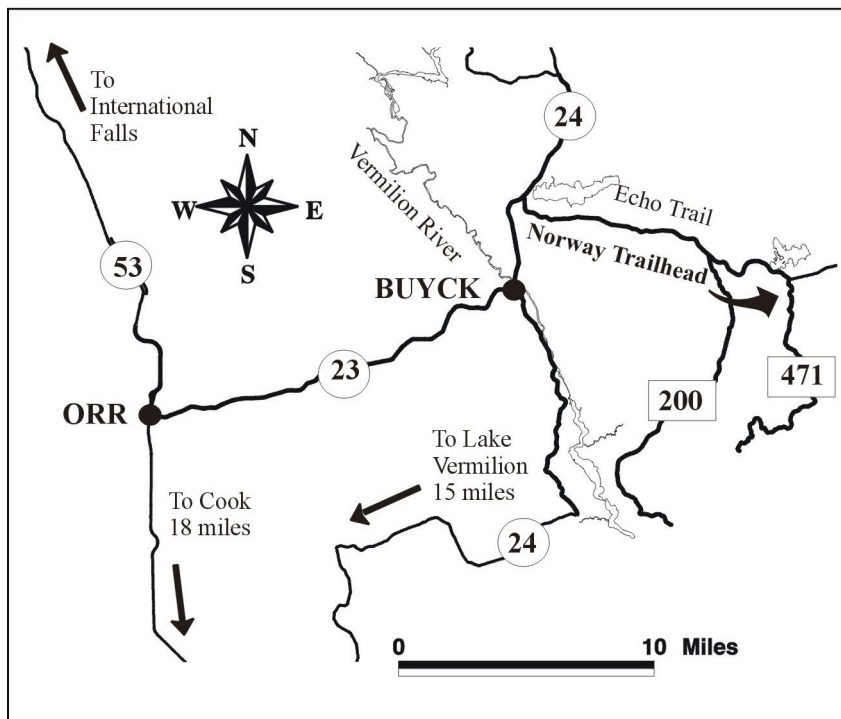 To
International
Falls
N
W
E
S
53
Vermilion River
24
Echo Trail
Norway Trailhead
BUYCK
23
ORR
200
471
To Lake
Vermilion
15 miles
To Cook
18 miles
24
0
10 Miles